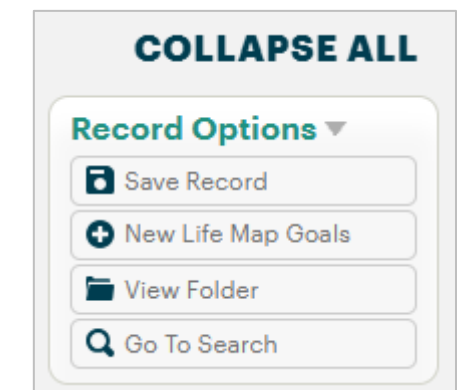 COLLAPSE ALL
Record Options
Save Record
New Life Map Goals
View Folder
Go To Search